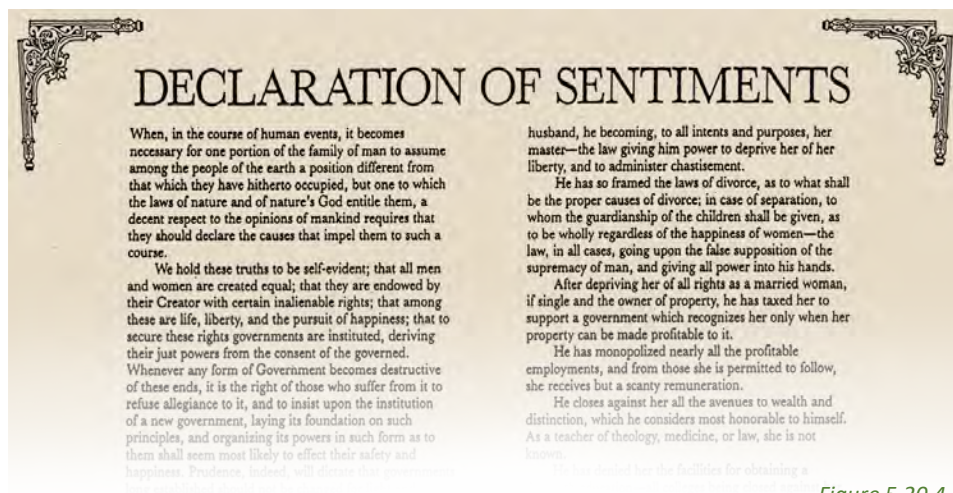 DECLARATION OF SENTIMENTS
When, in the course of human events, it becomes
necessary for one portion of the family of man to assume
among the people of the earth a position different from
that which they have hitherto occupied, but one to which
the laws of nature and of nature's God entitle them, a
decent respect to the opinions of mankind requires that
they should declare the causes that impel them to such a
course.
We hold these truths to be self-evident; that all men
and women are created equal; that they are endowed by
their Creator with certain inalienable rights; that among
these are life, liberty, and the pursuit of happiness; that to
secure these rights governments are instituted, deriving
their just powers from the consent of the governed.
Whenever any form of Government becomes destructive
of these ends, it is the right of those who suffer from it to
refuse allegiance to it, and to insist upon the institution
of a new government, laying its foundation on such
principles, and organizing its powers in such form as to
them shall seem most likely to effect their safety and
happiness. Prudence, indeed, will dictate that governments
husband, he becoming, to all intents and purposes, her
master—the law giving him power to deprive her of her
liberty, and to administer chastisement.
He has so framed the laws of divorce, as to what shall
be the proper causes of divorce; in case of separation, to
whom the guardianship of the children shall be given, as
to be wholly regardless of the happiness of women—the
law, in all cases, going upon the false supposition of the
supremacy of man, and giving all power into his hands.
After depriving her of all rights as a married woman,
if single and the owner of property, he has taxed her to
support a government which recognizes her only when her
property can be made profitable to it.
He has monopolized nearly all the profitable
employments, and from those she is permitted to follow,
she receives but a scanty remuneration.
He closes against her all the avenues to wealth and
distinction, which he considers most honorable to himself.
As a teacher of theology, medicine, or law, she is not
known.
He has denied her the facilities for obtaining a
Figure 5.20.4